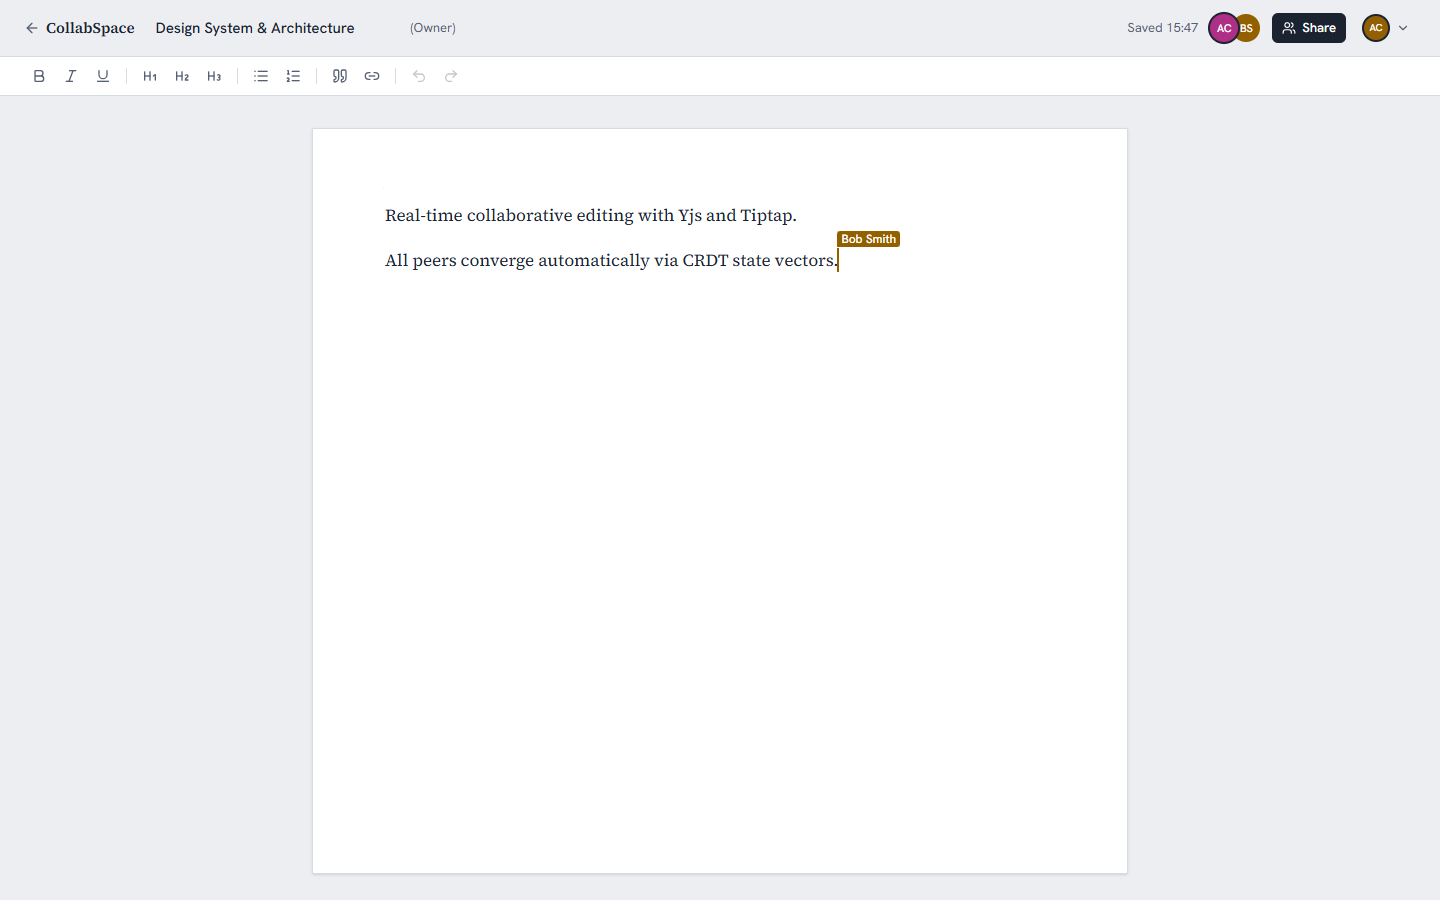 CollabSpace Design System & Architecture (Owner) Saved 15:47 AC BS Share AC
B I U H1 H2 H3
Real-time collaborative editing with Yjs and Tiptap.
Bob Smith
All peers converge automatically via CRDT state vectors.